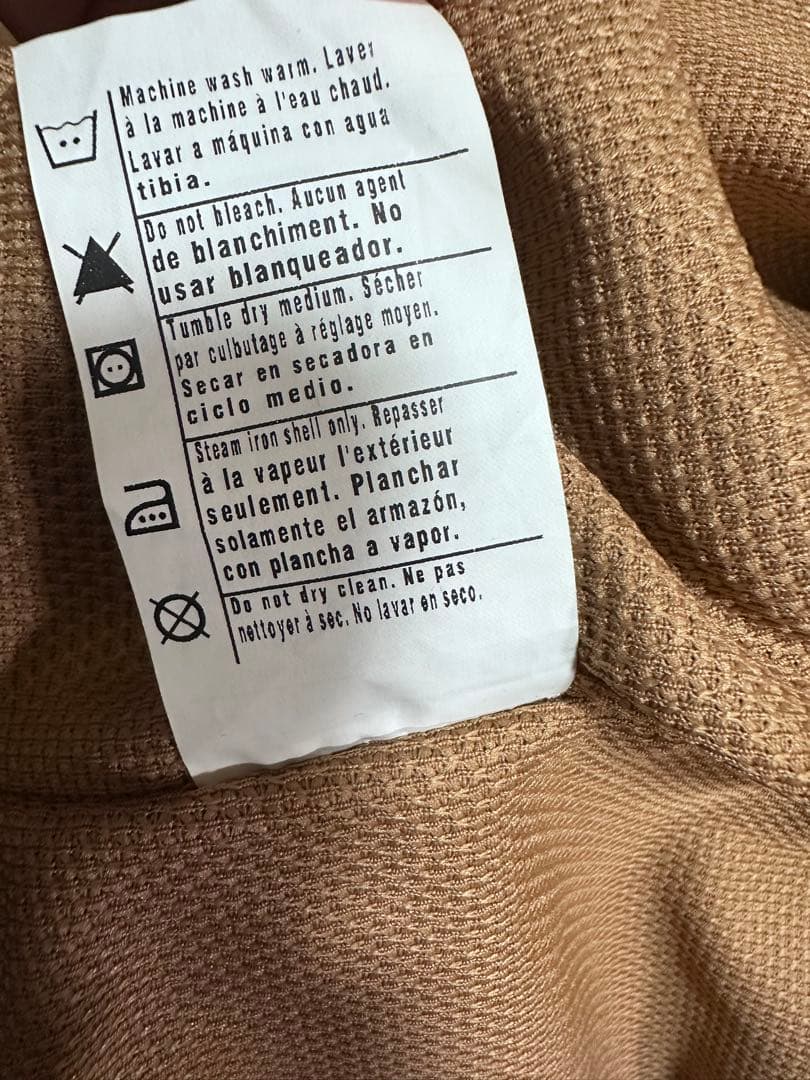 Machine wash warm. Laver
à la machine à l'eau chaud.
Lavar a máquina con agua
tibia.
Do not bleach. Aucun agent
de blanchiment. No
usar blanqueador.
Tumble dry medium. Sécher
par culbutage à réglage moyen.
Secar en secadora en
ciclo medio.
Steam iron shell only. Repasser
à la vapeur l'extérieur
seulement. Planchar
solamente el armazón,
con plancha a vapor.
Do not dry clean. Ne pas
nettoyer à sec. No lavar en seco.